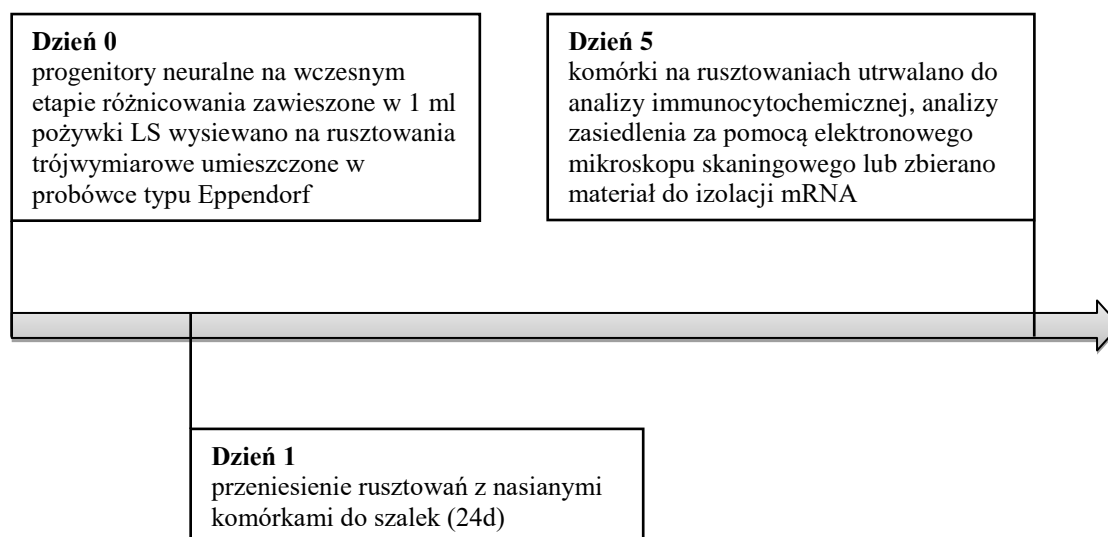 Dzień 0
progenitory neuralne na wczesnym
etapie różnicowania zawieszone w 1 ml
pożywki LS wysiewano na rusztowania
trójwymiarowe umieszczone w
probówce typu Eppendorf
Dzień 5
komórki na rusztowaniach utrwalano do
analizy immunocytochemicznej, analizy
zasiedlenia za pomocą elektronowego
mikroskopu skaningowego lub zbierano
materiał do izolacji mRNA
Dzień 1
przeniesienie rusztowań z nasianymi
komórkami do szalek (24d)